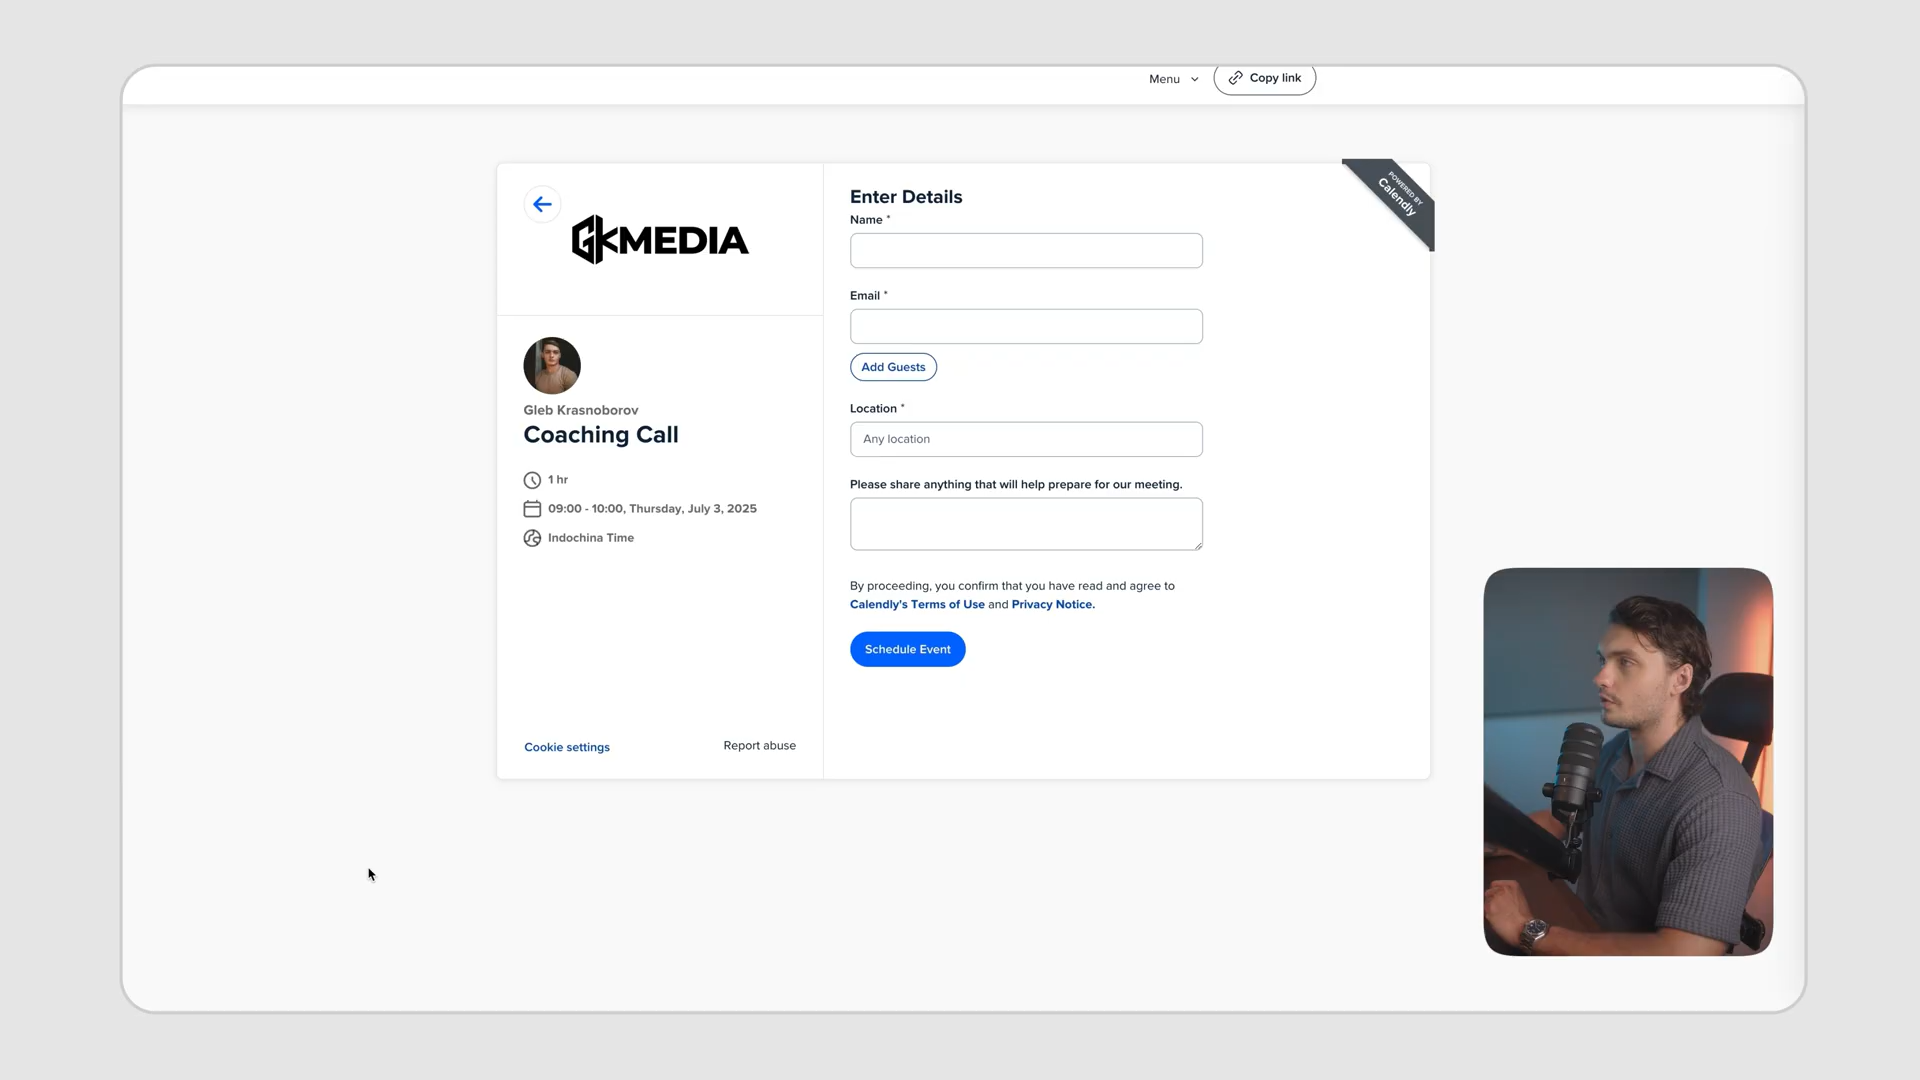 Menu
Copy link
GKMEDIA
Gleb Krasnoborov
Coaching Call
1 hr
09:00 - 10:00, Thursday, July 3, 2025
Indochina Time
Cookie settings
Report abuse
Enter Details
Name *
Email *
Add Guests
Location *
Any location
Please share anything that will help prepare for our meeting.
By proceeding, you confirm that you have read and agree to
Calendly's Terms of Use and Privacy Notice.
Schedule Event
POWERED BY
Calendly